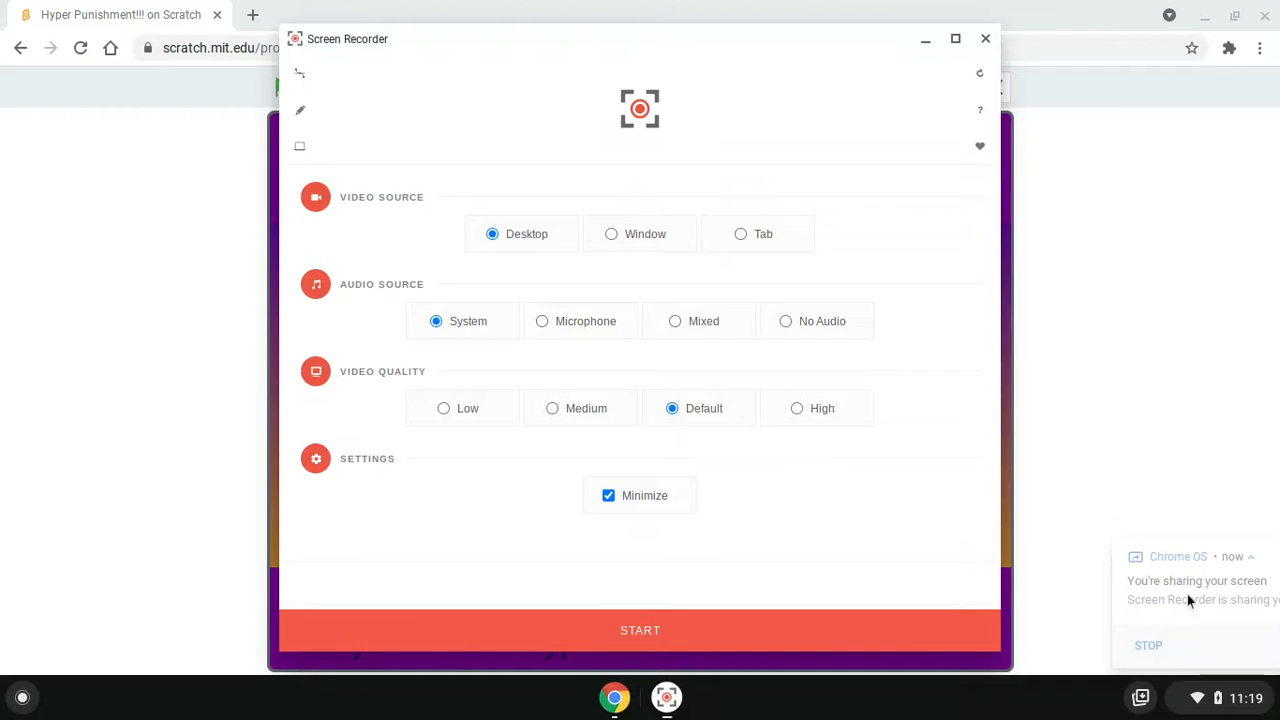 Hyper Punishment!!! on Scratch
scratch.mit.edu/pro
Screen Recorder
VIDEO SOURCE
Desktop
Window
Tab
AUDIO SOURCE
System
Microphone
Mixed
No Audio
VIDEO QUALITY
Low
Medium
Default
High
SETTINGS
Minimize
START
Chrome OS • now
You're sharing your screen
Screen Recorder is sharing
STOP
11:19